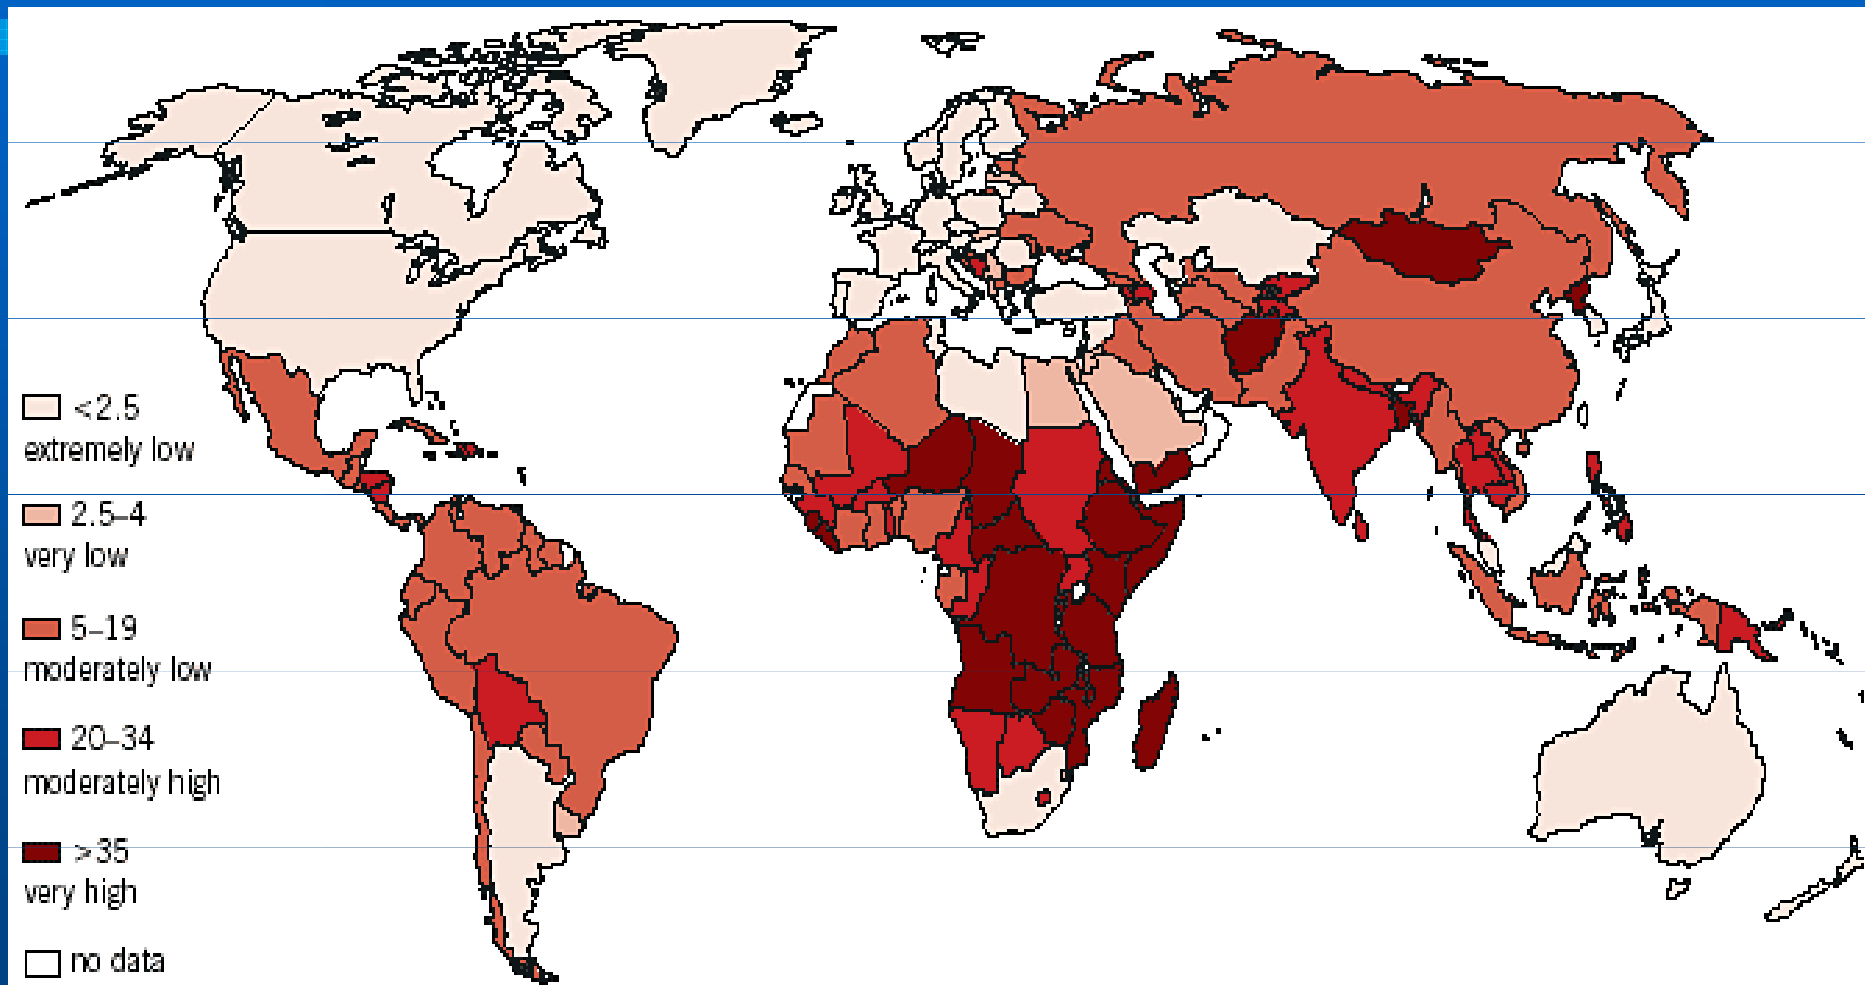 <2.5
extremely low
2.5–4
very low
5–19
moderately low
20–34
moderately high
>35
very high
no data